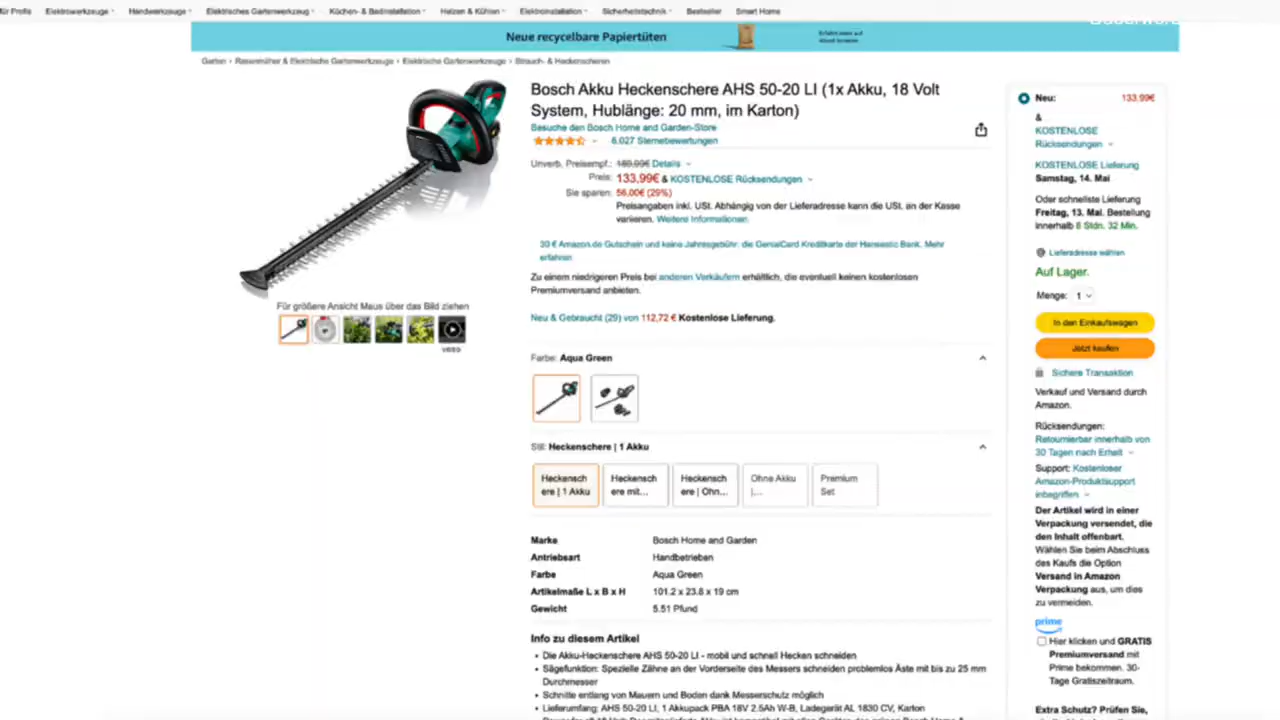 für Profis Elektrowerkzeuge Handwerkzeuge Elektrisches Gartenwerkzeug Küchen- & Badinstallation Heizen & Kühlen Elektroinstallation Sicherheitstechnik Bestseller Smart Home
Neue recycelbare Papiertüten
Garten › Rasenmäher & Elektrische Gartenwerkzeuge › Elektrische Gartenwerkzeuge › Strauch- & Heckenscheren
Bosch Akku Heckenschere AHS 50-20 LI (1x Akku, 18 Volt
System, Hublänge: 20 mm, im Karton)
Besuche den Bosch Home and Garden-Store
6.027 Sternebewertungen
Unverb. Preisempf.: 189,99€ Details
Preis: 133,99€ & KOSTENLOSE Rücksendungen
Sie sparen: 56,00€ (29%)
Preisangaben inkl. USt. Abhängig von der Lieferadresse kann die USt. an der Kasse
variieren. Weitere Informationen
30 € Amazon.de Gutschein und keine Jahresgebühr: die GenialCard Kreditkarte der Hanseatic Bank. Mehr
erfahren
Zu einem niedrigeren Preis bei anderen Verkäufern erhältlich, die eventuell keinen kostenlosen
Premiumversand anbieten.
Neu & Gebraucht (29) von 112,72 € Kostenlose Lieferung.
Für größere Ansicht Maus über das Bild ziehen
VIDEO
Farbe: Aqua Green
Stil: Heckenschere | 1 Akku
Heckensch
ere | 1 Akku
Heckensch
ere mit...
Heckensch
ere | Ohn...
Ohne Akku
|...
Premium
Set
Marke Bosch Home and Garden
Antriebsart Handbetrieben
Farbe Aqua Green
Artikelmaße L x B x H 101.2 x 23.8 x 19 cm
Gewicht 5.51 Pfund
Info zu diesem Artikel
• Die Akku-Heckenschere AHS 50-20 LI - mobil und schnell Hecken schneiden
• Sägefunktion: Spezielle Zähne an der Vorderseite des Messers schneiden problemlos Äste mit bis zu 25 mm
Durchmesser
• Schnitte entlang von Mauern und Boden dank Messerschutz möglich
• Lieferumfang: AHS 50-20 LI, 1 Akkupack PBA 18V 2.5Ah W-B, Ladegerät AL 1830 CV, Karton
Neu: 133,99€
&
KOSTENLOSE
Rücksendungen
KOSTENLOSE Lieferung
Samstag, 14. Mai
Oder schnellste Lieferung
Freitag, 13. Mai. Bestellung
innerhalb 8 Stdn. 32 Min.
Lieferadresse wählen
Auf Lager.
Menge: 1
In den Einkaufswagen
Jetzt kaufen
Sichere Transaktion
Verkauf und Versand durch
Amazon.
Rücksendungen:
Retournierbar innerhalb von
30 Tagen nach Erhalt
Support: Kostenloser
Amazon-Produktsupport
inbegriffen
Der Artikel wird in einer
Verpackung versendet, die
den Inhalt offenbart.
Wählen Sie beim Abschluss
des Kaufs die Option
Versand in Amazon
Verpackung aus, um dies
zu vermeiden.
prime
Hier klicken und GRATIS
Premiumversand mit
Prime bekommen. 30-
Tage Gratiszeitraum.
Extra Schutz? Prüfen Sie,